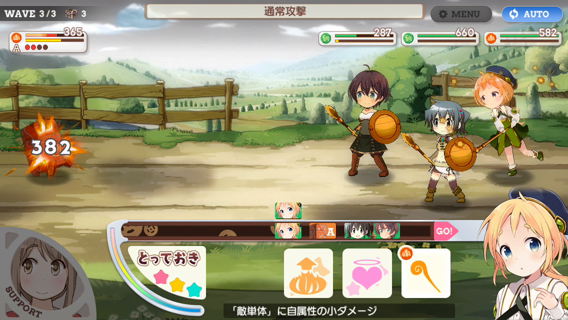 WAVE 3/3 3
通常攻撃
MENU
AUTO
365
A
287
660
582
382
A
GO!
とっておき
SUPPORT
「敵単体」に自属性の小ダメージ